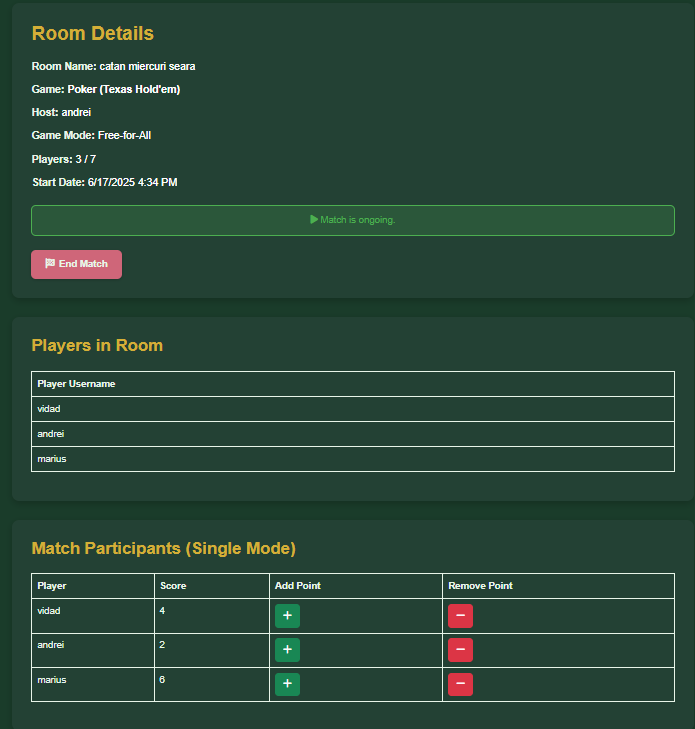 Room Details
Room Name: catan miercuri seara
Game: Poker (Texas Hold'em)
Host: andrei
Game Mode: Free-for-All
Players: 3 / 7
Start Date: 6/17/2025 4:34 PM
Match is ongoing.
End Match
Players in Room
Player Username
vidad
andrei
marius
Match Participants (Single Mode)
Player Score Add Point Remove Point
vidad 4 + −
andrei 2 + −
marius 6 + −